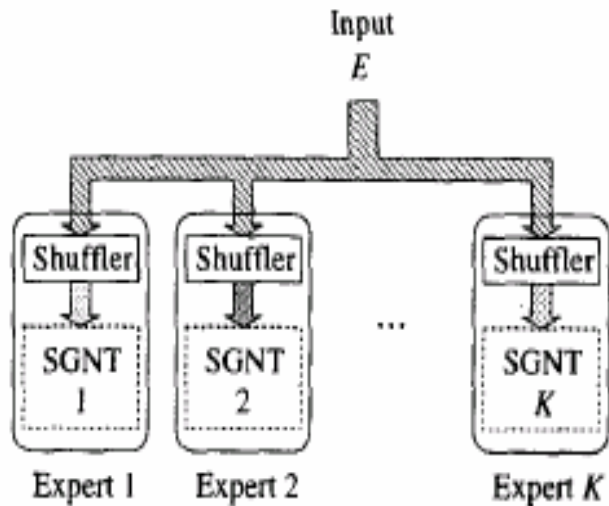 Input
E
Shuffler Shuffler Shuffler
SGNT SGNT ... SGNT
1 2 K
Expert 1 Expert 2 Expert K